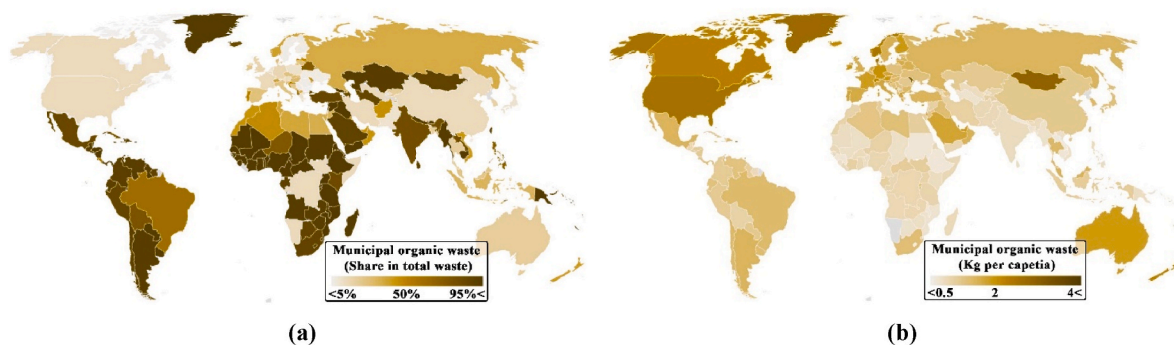 Municipal organic waste
(Share in total waste)
<5% 50% 95%<
(a)
Municipal organic waste
(Kg per capetia)
<0.5 2 4<
(b)